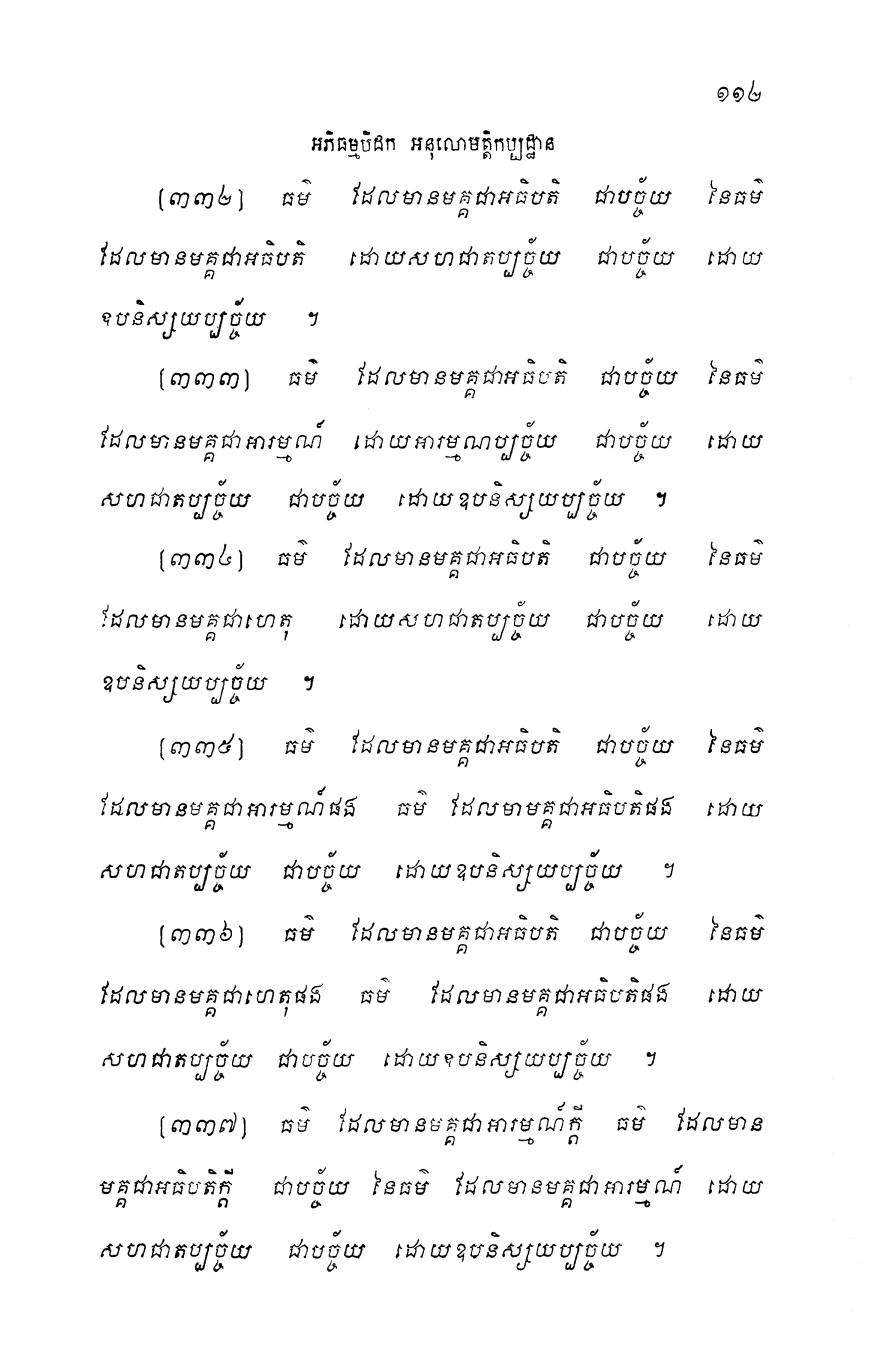 ១១២
អភិធម្មបិដក អនុលោមត្តិកប្បដ្ឋាន
(៣៣២) ធម៌ ដែលមានមគ្គជាអធិបតិ ជាបច្ច័យ នៃធម៌
ដែលមានមគ្គជាអធិបតិ ដោយសហជាតប្បច្ច័យ ជាបច្ច័យ ដោយ
ឧបនិស្សយប្បច្ច័យ ។
(៣៣៣) ធម៌ ដែលមានមគ្គជាអធិបតិ ជាបច្ច័យ នៃធម៌
ដែលមានមគ្គជាអារម្មណ៍ ដោយអារម្មណប្បច្ច័យ ជាបច្ច័យ ដោយ
សហជាតប្បច្ច័យ ជាបច្ច័យ ដោយឧបនិស្សយប្បច្ច័យ ។
(៣៣៤) ធម៌ ដែលមានមគ្គជាអធិបតិ ជាបច្ច័យ នៃធម៌
ដែលមានមគ្គជាហេតុ ដោយសហជាតប្បច្ច័យ ជាបច្ច័យ ដោយ
ឧបនិស្សយប្បច្ច័យ ។
(៣៣៥) ធម៌ ដែលមានមគ្គជាអធិបតិ ជាបច្ច័យ នៃធម៌
ដែលមានមគ្គជាអារម្មណ៍ផង ធម៌ ដែលមាមគ្គជាអធិបតិផង ដោយ
សហជាតប្បច្ច័យ ជាបច្ច័យ ដោយឧបនិស្សយប្បច្ច័យ ។
(៣៣៦) ធម៌ ដែលមានមគ្គជាអធិបតិ ជាបច្ច័យ នៃធម៌
ដែលមានមគ្គជាហេតុផង ធម៌ ដែលមានមគ្គជាអធិបតិផង ដោយ
សហជាតប្បច្ច័យ ជាបច្ច័យ ដោយឧបនិស្សយប្បច្ច័យ ។
(៣៣៧) ធម៌ ដែលមានមគ្គជាអារម្មណ៍ក្តី ធម៌ ដែលមាន
មគ្គជាអធិបតិក្តី ជាបច្ច័យ នៃធម៌ ដែលមានមគ្គជាអារម្មណ៍ ដោយ
សហជាតប្បច្ច័យ ជាបច្ច័យ ដោយឧបនិស្សយប្បច្ច័យ ។